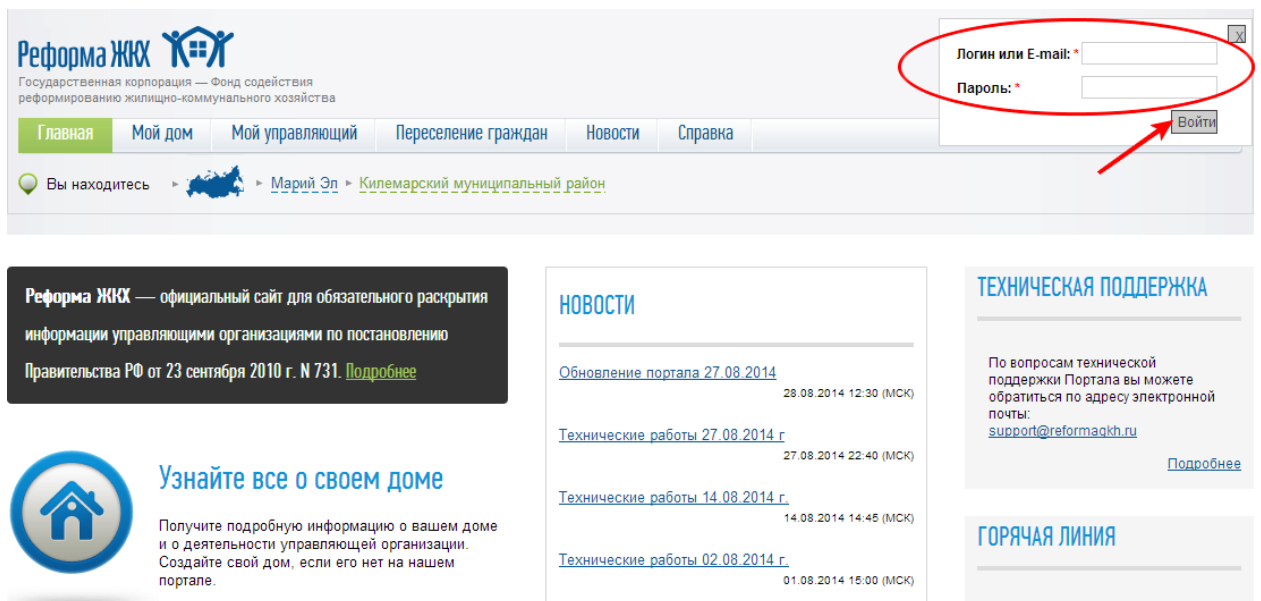 Реформа ЖКХ
Государственная корпорация — Фонд содействия
реформированию жилищно-коммунального хозяйства
X
Логин или E-mail: *
Пароль: *
Войти
Главная Мой дом Мой управляющий Переселение граждан Новости Справка
Вы находитесь ▸ ▸ Марий Эл ▸ Килемарский муниципальный район
Реформа ЖКХ — официальный сайт для обязательного раскрытия
информации управляющими организациями по постановлению
Правительства РФ от 23 сентября 2010 г. N 731. Подробнее
Узнайте все о своем доме
Получите подробную информацию о вашем доме
и о деятельности управляющей организации.
Создайте свой дом, если его нет на нашем
портале.
НОВОСТИ
Обновление портала 27.08.2014
28.08.2014 12:30 (МСК)
Технические работы 27.08.2014 г
27.08.2014 22:40 (МСК)
Технические работы 14.08.2014 г.
14.08.2014 14:45 (МСК)
Технические работы 02.08.2014 г.
01.08.2014 15:00 (МСК)
ТЕХНИЧЕСКАЯ ПОДДЕРЖКА
По вопросам технической
поддержки Портала вы можете
обратиться по адресу электронной
почты:
support@reformagkh.ru
Подробнее
ГОРЯЧАЯ ЛИНИЯ